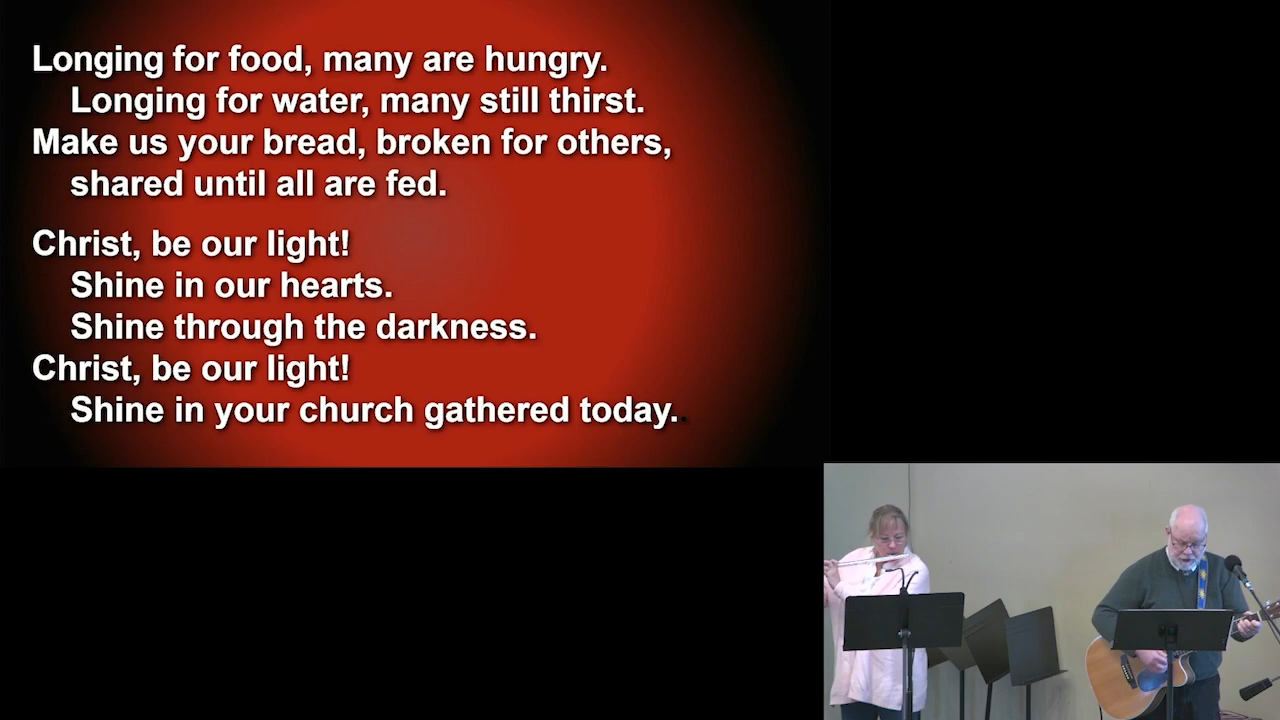 Longing for food, many are hungry.
Longing for water, many still thirst.
Make us your bread, broken for others,
shared until all are fed.
Christ, be our light!
Shine in our hearts.
Shine through the darkness.
Christ, be our light!
Shine in your church gathered today.